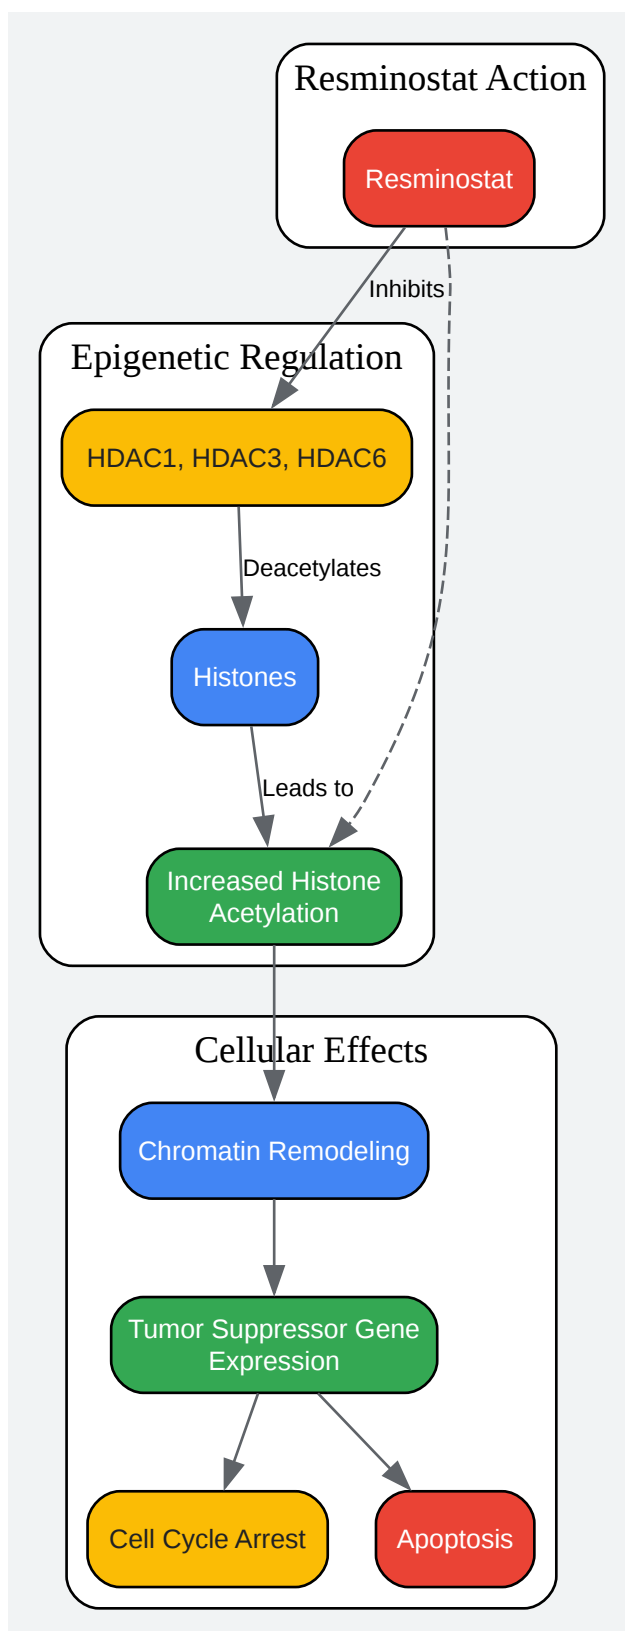 Resminostat Action
Resminostat
Inhibits
Epigenetic Regulation
HDAC1, HDAC3, HDAC6
Deacetylates
Histones
Leads to
Increased Histone
Acetylation
Cellular Effects
Chromatin Remodeling
Tumor Suppressor Gene
Expression
Cell Cycle Arrest
Apoptosis